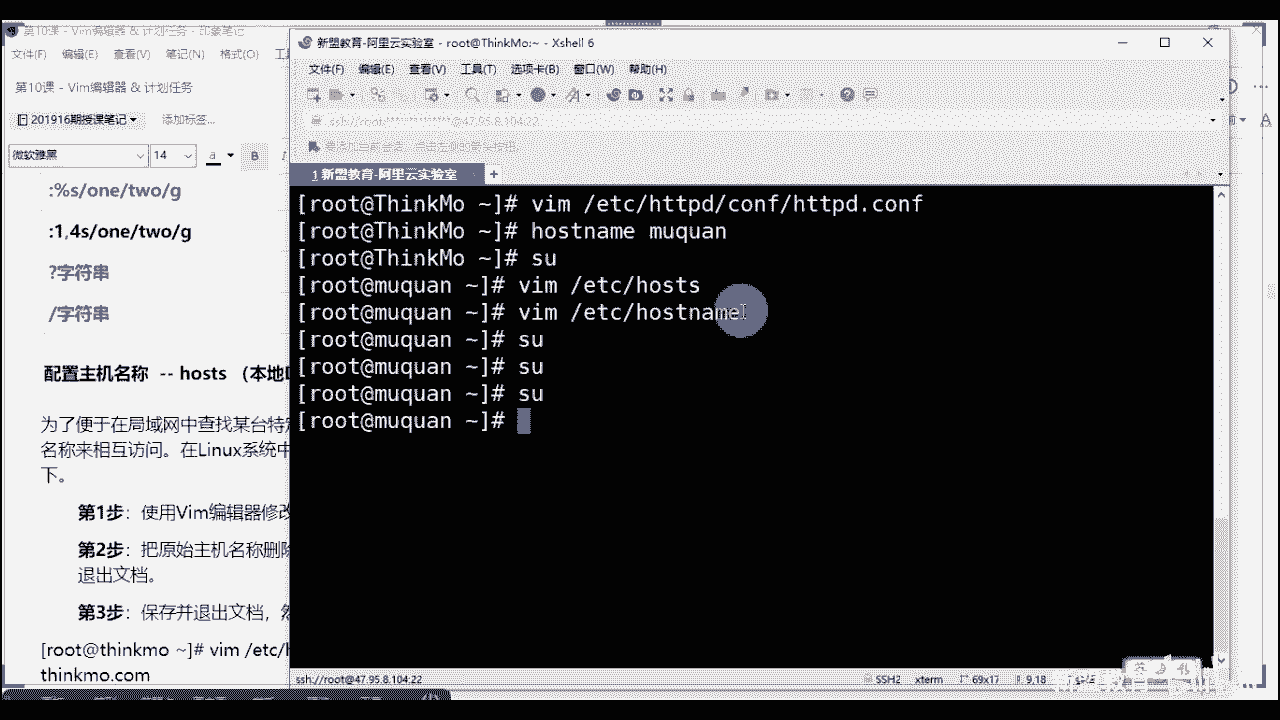 第10课 - Vim编辑器 & 计划任务 - 印象笔记
文件(F) 编辑(E) 查看(V) 笔记(N) 格式(O)
第10课 - Vim编辑器 & 计划任务
201916期授课笔记 添加标签...
微软雅黑 14 a B
:%s/one/two/g
:1,4s/one/two/g
?字符串
/字符串
配置主机名称 -- hosts （本地
为了便于在局域网中查找某台特定
名称来相互访问。在Linux系统中
下。
第1步：使用Vim编辑器修改
第2步：把原始主机名称删除
退出文档。
第3步：保存并退出文档，然
[root@thinkmo ~]# vim /etc/h
thinkmo.com
新盟教育-阿里云实验室 - root@ThinkMo:~ - Xshell 6
文件(F) 编辑(E) 查看(V) 工具(T) 选项卡(B) 窗口(W) 帮助(H)
1 新盟教育-阿里云实验室 +
[root@ThinkMo ~]# vim /etc/httpd/conf/httpd.conf
[root@ThinkMo ~]# hostname muquan
[root@ThinkMo ~]# su
[root@muquan ~]# vim /etc/hosts
[root@muquan ~]# vim /etc/hostname
[root@muquan ~]# su
[root@muquan ~]# su
[root@muquan ~]# su
[root@muquan ~]#
ssh://root@47.95.8.104:22 SSH2 xterm 69x17 9,18